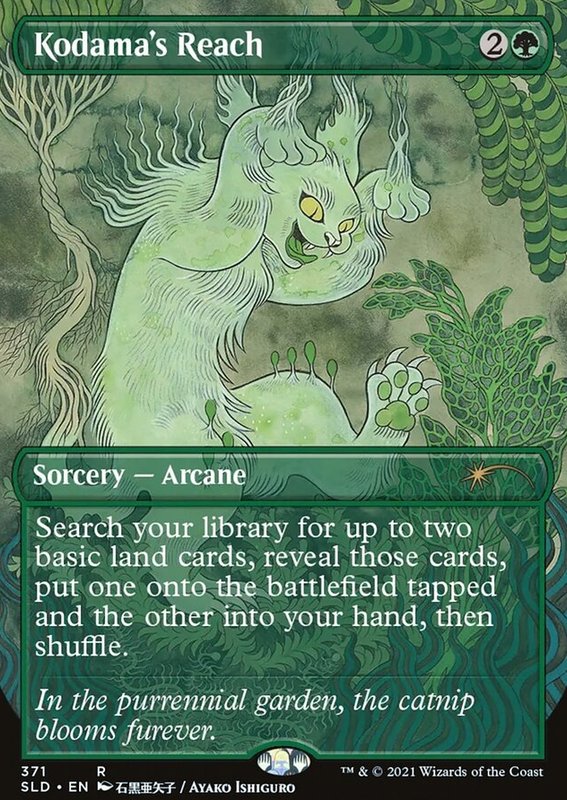 Kodama's Reach 2
Sorcery — Arcane
Search your library for up to two
basic land cards, reveal those cards,
put one onto the battlefield tapped
and the other into your hand, then
shuffle.
In the purrennial garden, the catnip
blooms furever.
371 R
SLD • EN 石黒亜矢子 / Ayako Ishiguro
™ & © 2021 Wizards of the Coast